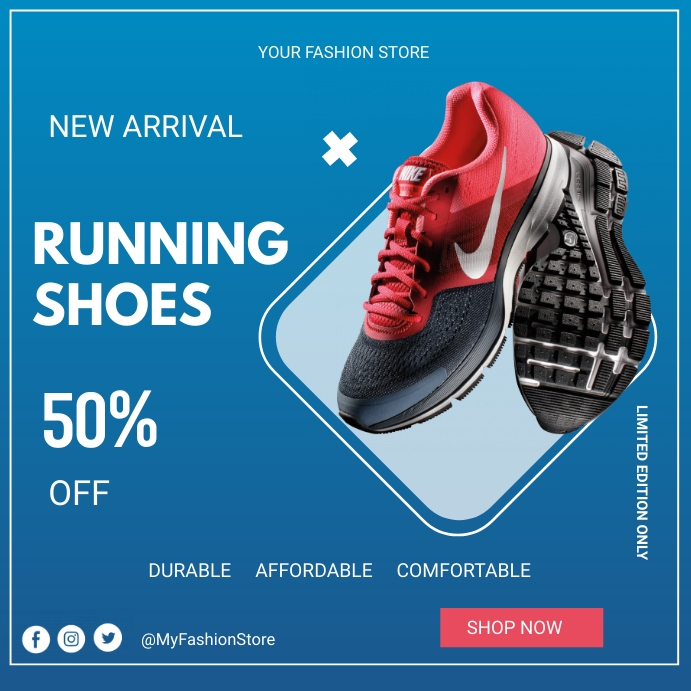 YOUR FASHION STORE
NEW ARRIVAL
RUNNING
SHOES
50%
OFF
NIKE
LIMITED EDITION ONLY
DURABLE AFFORDABLE COMFORTABLE
@MyFashionStore
SHOP NOW